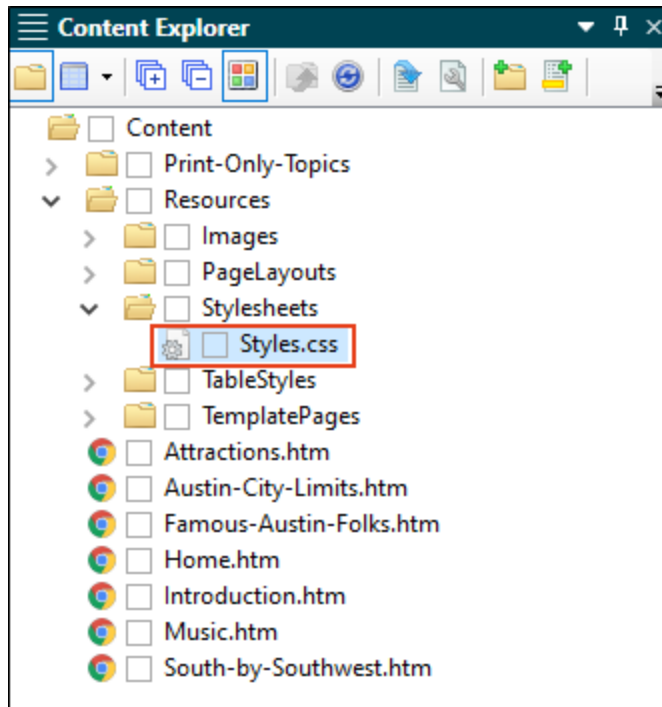 Content Explorer
Content
Print-Only-Topics
Resources
Images
PageLayouts
Stylesheets
Styles.css
TableStyles
TemplatePages
Attractions.htm
Austin-City-Limits.htm
Famous-Austin-Folks.htm
Home.htm
Introduction.htm
Music.htm
South-by-Southwest.htm